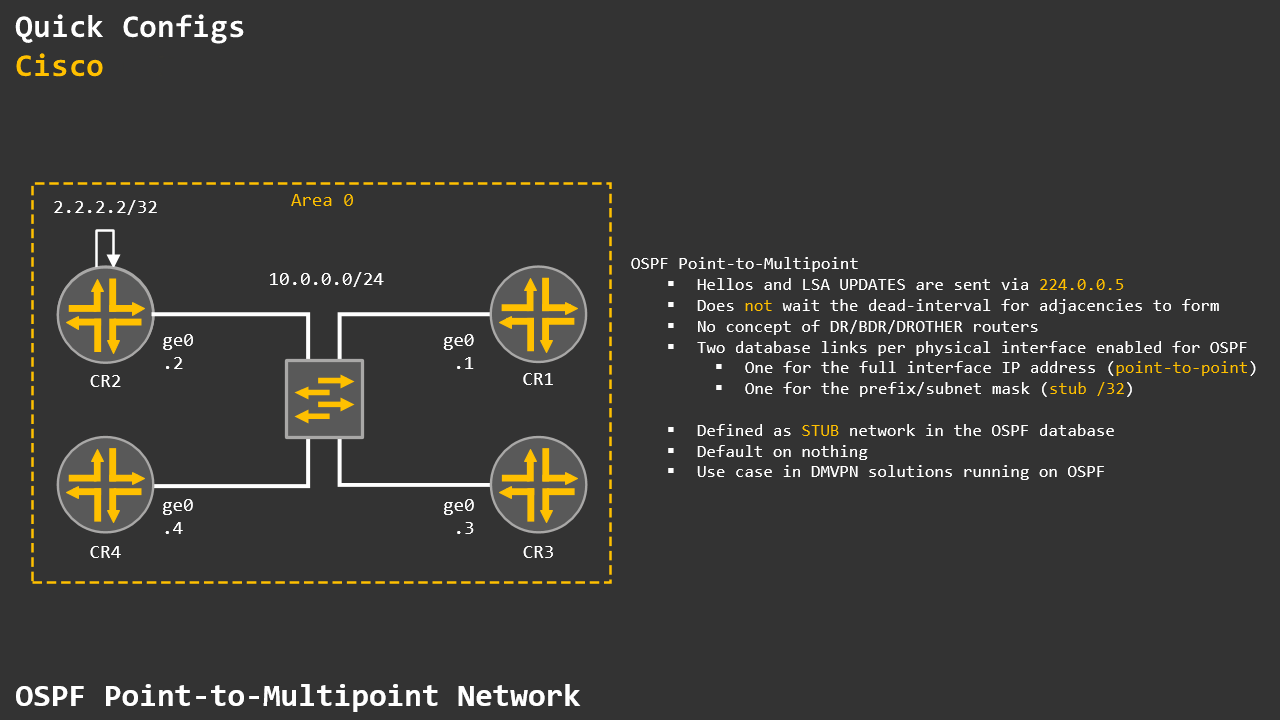 Quick Configs
Cisco
Area 0
2.2.2.2/32
10.0.0.0/24
ge0
.2
CR2
ge0
.1
CR1
ge0
.4
CR4
ge0
.3
CR3
OSPF Point-to-Multipoint
▪ Hellos and LSA UPDATES are sent via 224.0.0.5
▪ Does not wait the dead-interval for adjacencies to form
▪ No concept of DR/BDR/DROTHER routers
▪ Two database links per physical interface enabled for OSPF
▪ One for the full interface IP address (point-to-point)
▪ One for the prefix/subnet mask (stub /32)
▪ Defined as STUB network in the OSPF database
▪ Default on nothing
▪ Use case in DMVPN solutions running on OSPF
OSPF Point-to-Multipoint Network